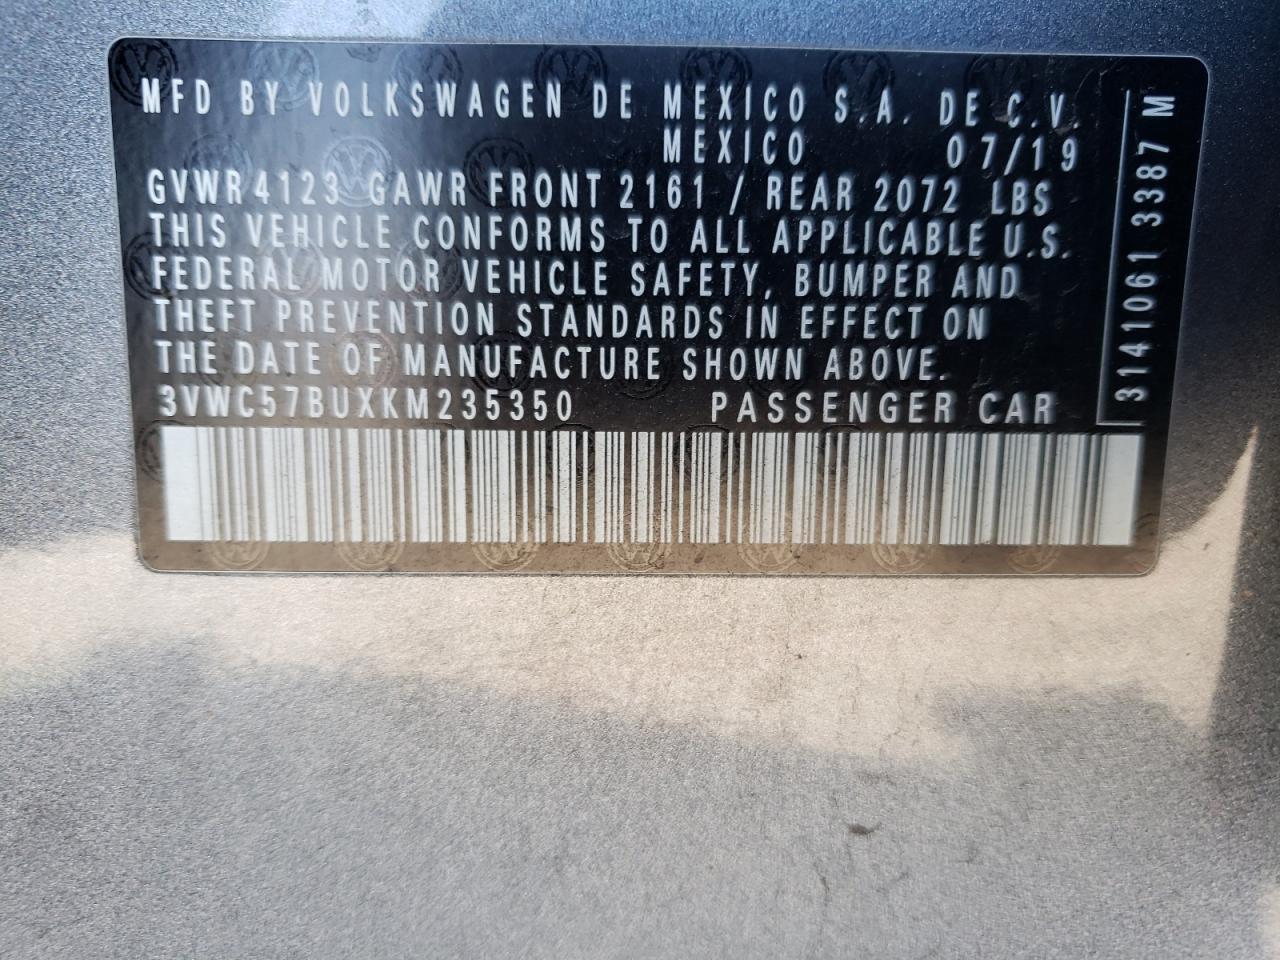 MFD BY VOLKSWAGEN DE MEXICO S.A. DE C.V.
MEXICO 07/19
GVWR 4123 GAWR FRONT 2161 / REAR 2072 LBS
THIS VEHICLE CONFORMS TO ALL APPLICABLE U.S.
FEDERAL MOTOR VEHICLE SAFETY, BUMPER AND
THEFT PREVENTION STANDARDS IN EFFECT ON
THE DATE OF MANUFACTURE SHOWN ABOVE.
3VWC57BUXKM235350 PASSENGER CAR
3141061 3387 M